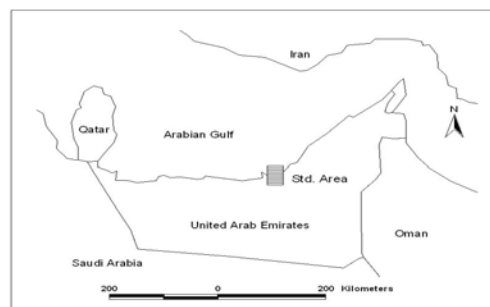 Iran
N
Qatar
Arabian Gulf
Std. Area
United Arab Emirates
Oman
Saudi Arabia
200 0 200 Kilometers